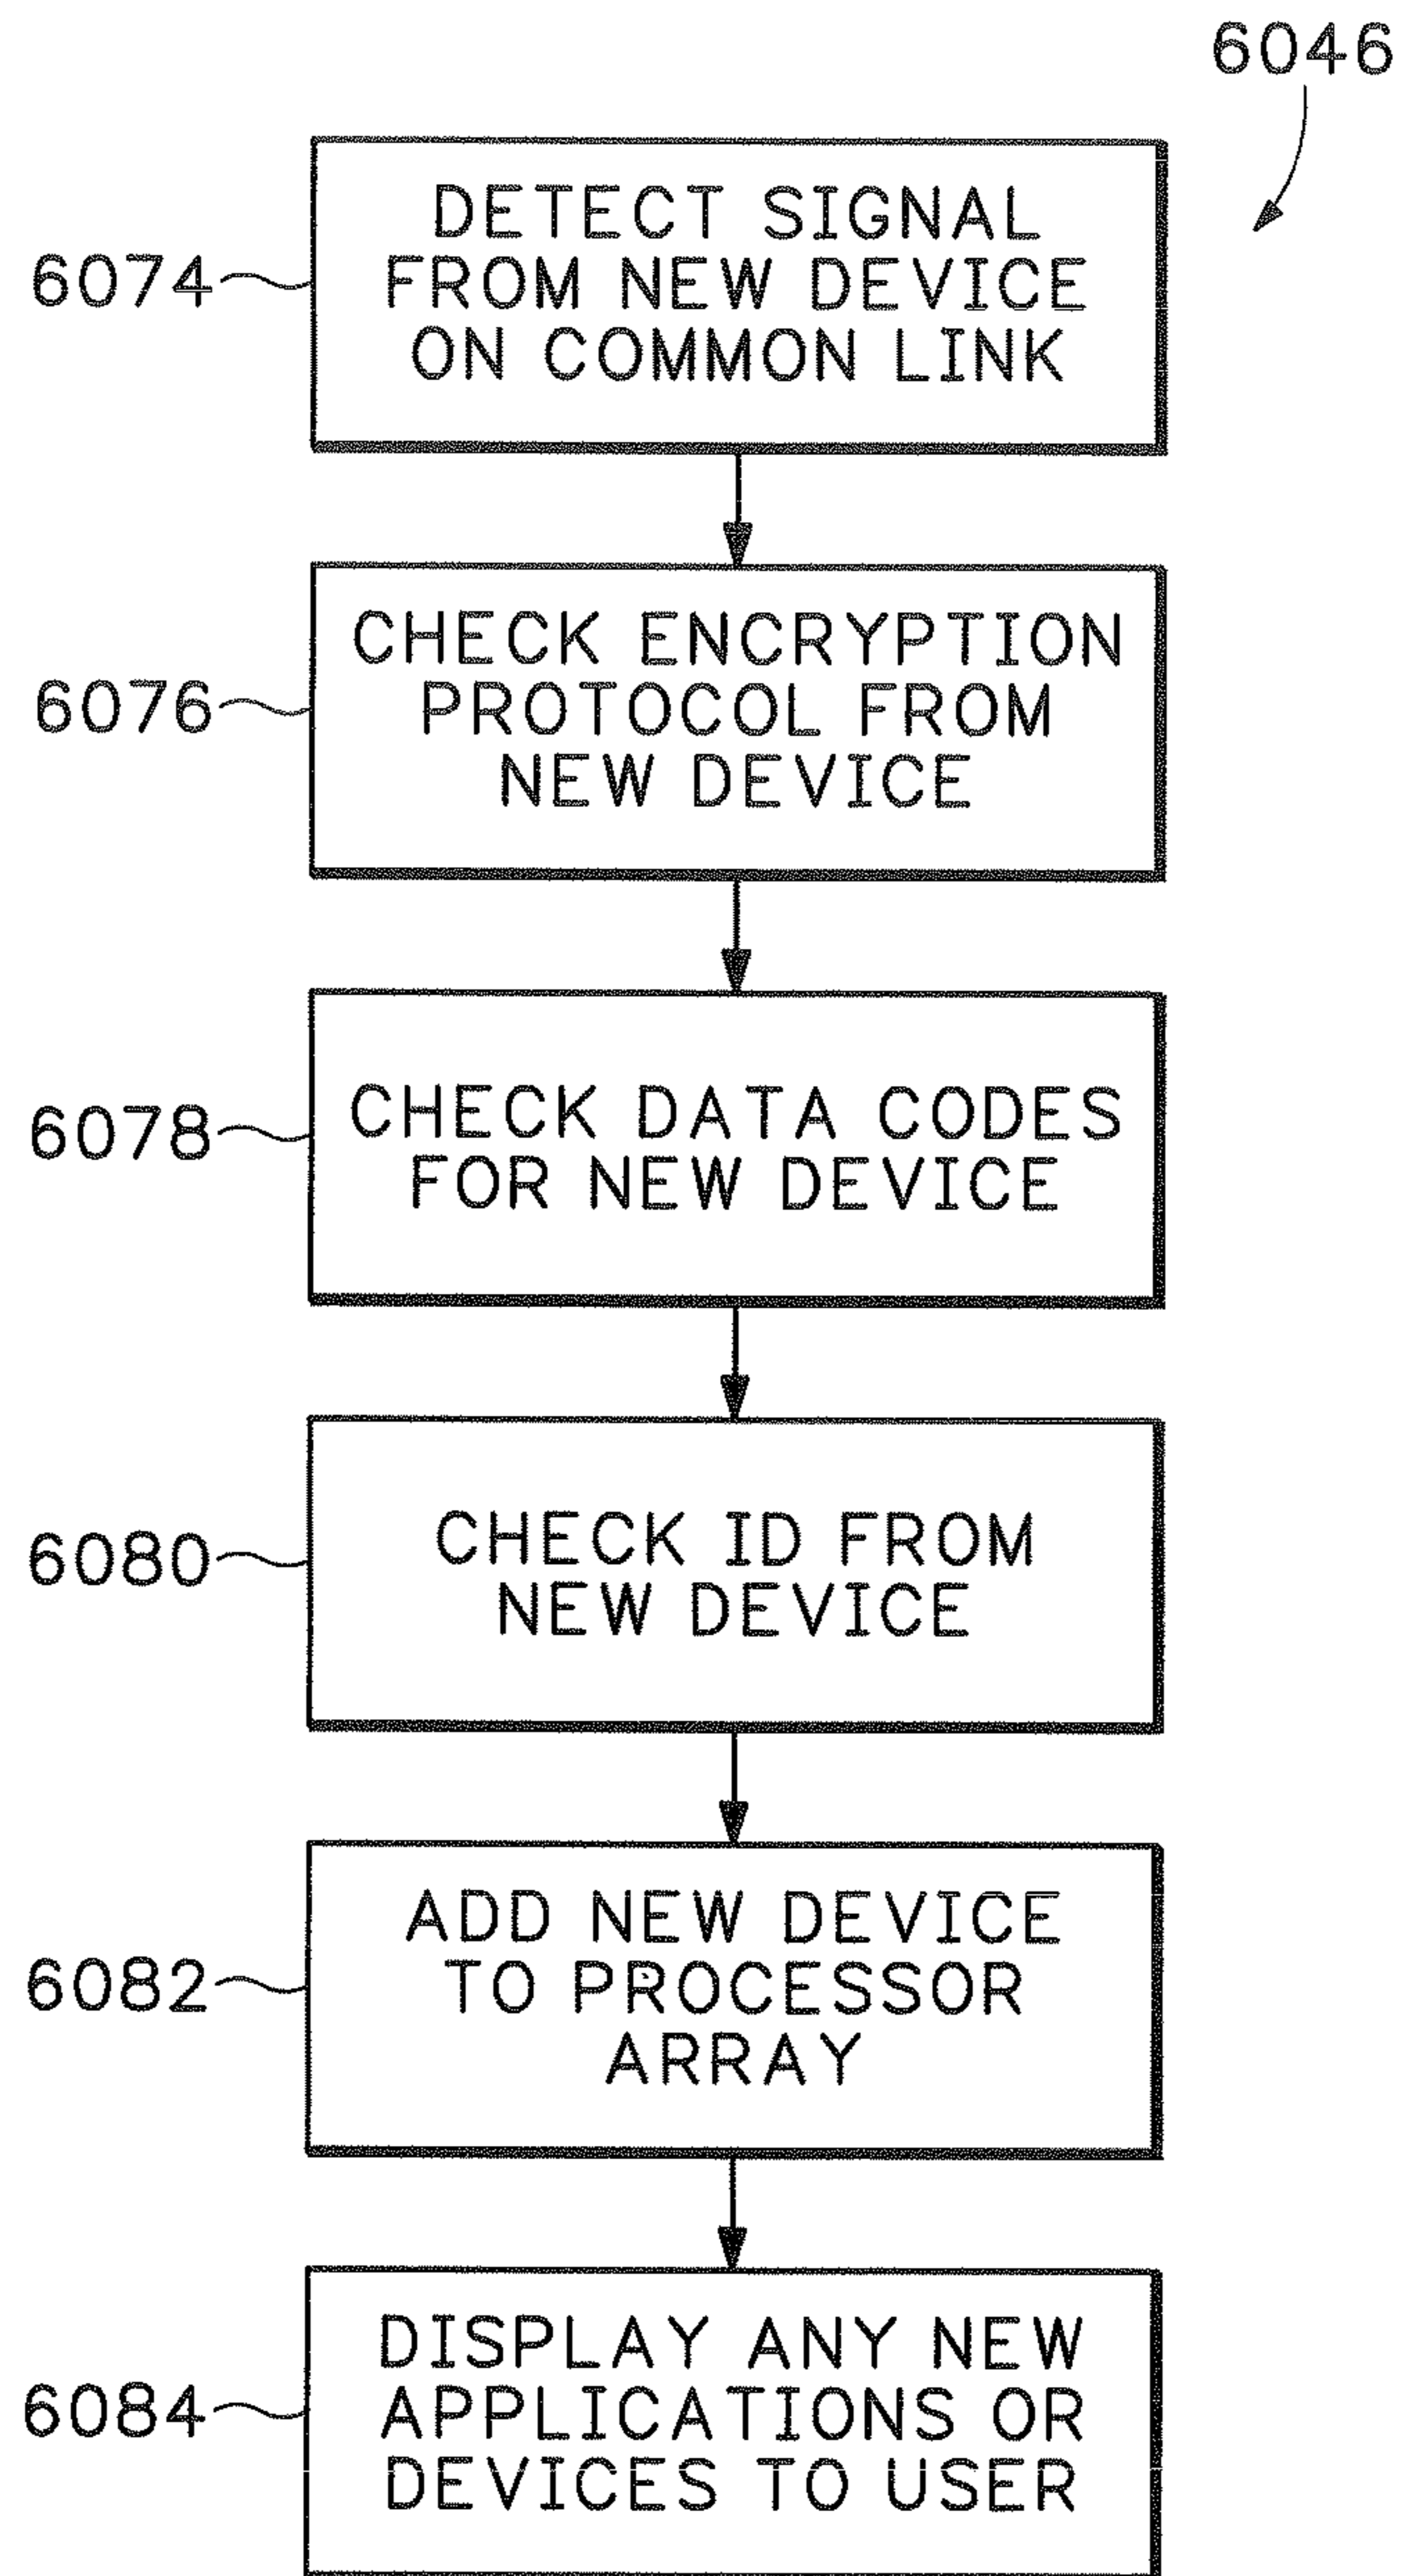 6046
DETECT SIGNAL
FROM NEW DEVICE
ON COMMON LINK
6074
CHECK ENCRYPTION
PROTOCOL FROM
NEW DEVICE
6076
CHECK DATA CODES
FOR NEW DEVICE
6078
CHECK ID FROM
NEW DEVICE
6080
ADD NEW DEVICE
TO PROCESSOR
ARRAY
6082
DISPLAY ANY NEW
APPLICATIONS OR
DEVICES TO USER
6084